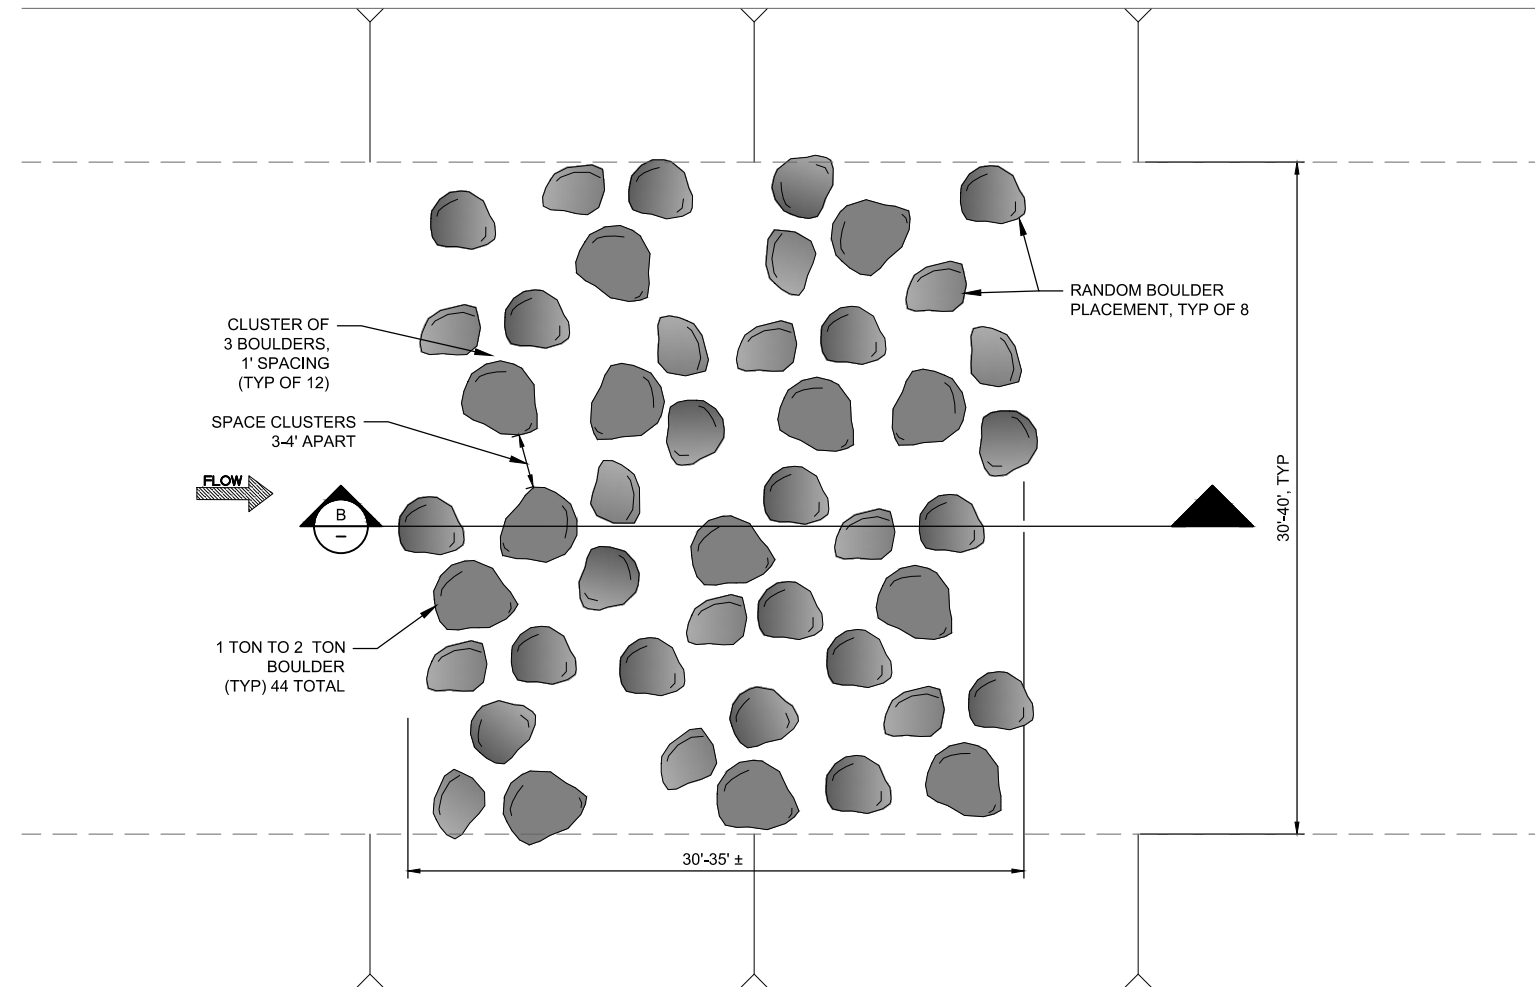 RANDOM BOULDER
PLACEMENT, TYP OF 8
CLUSTER OF
3 BOULDERS,
1' SPACING
(TYP OF 12)
SPACE CLUSTERS
3-4' APART
FLOW
B
–
30'-40', TYP
1 TON TO 2 TON
BOULDER
(TYP) 44 TOTAL
30'-35' ±